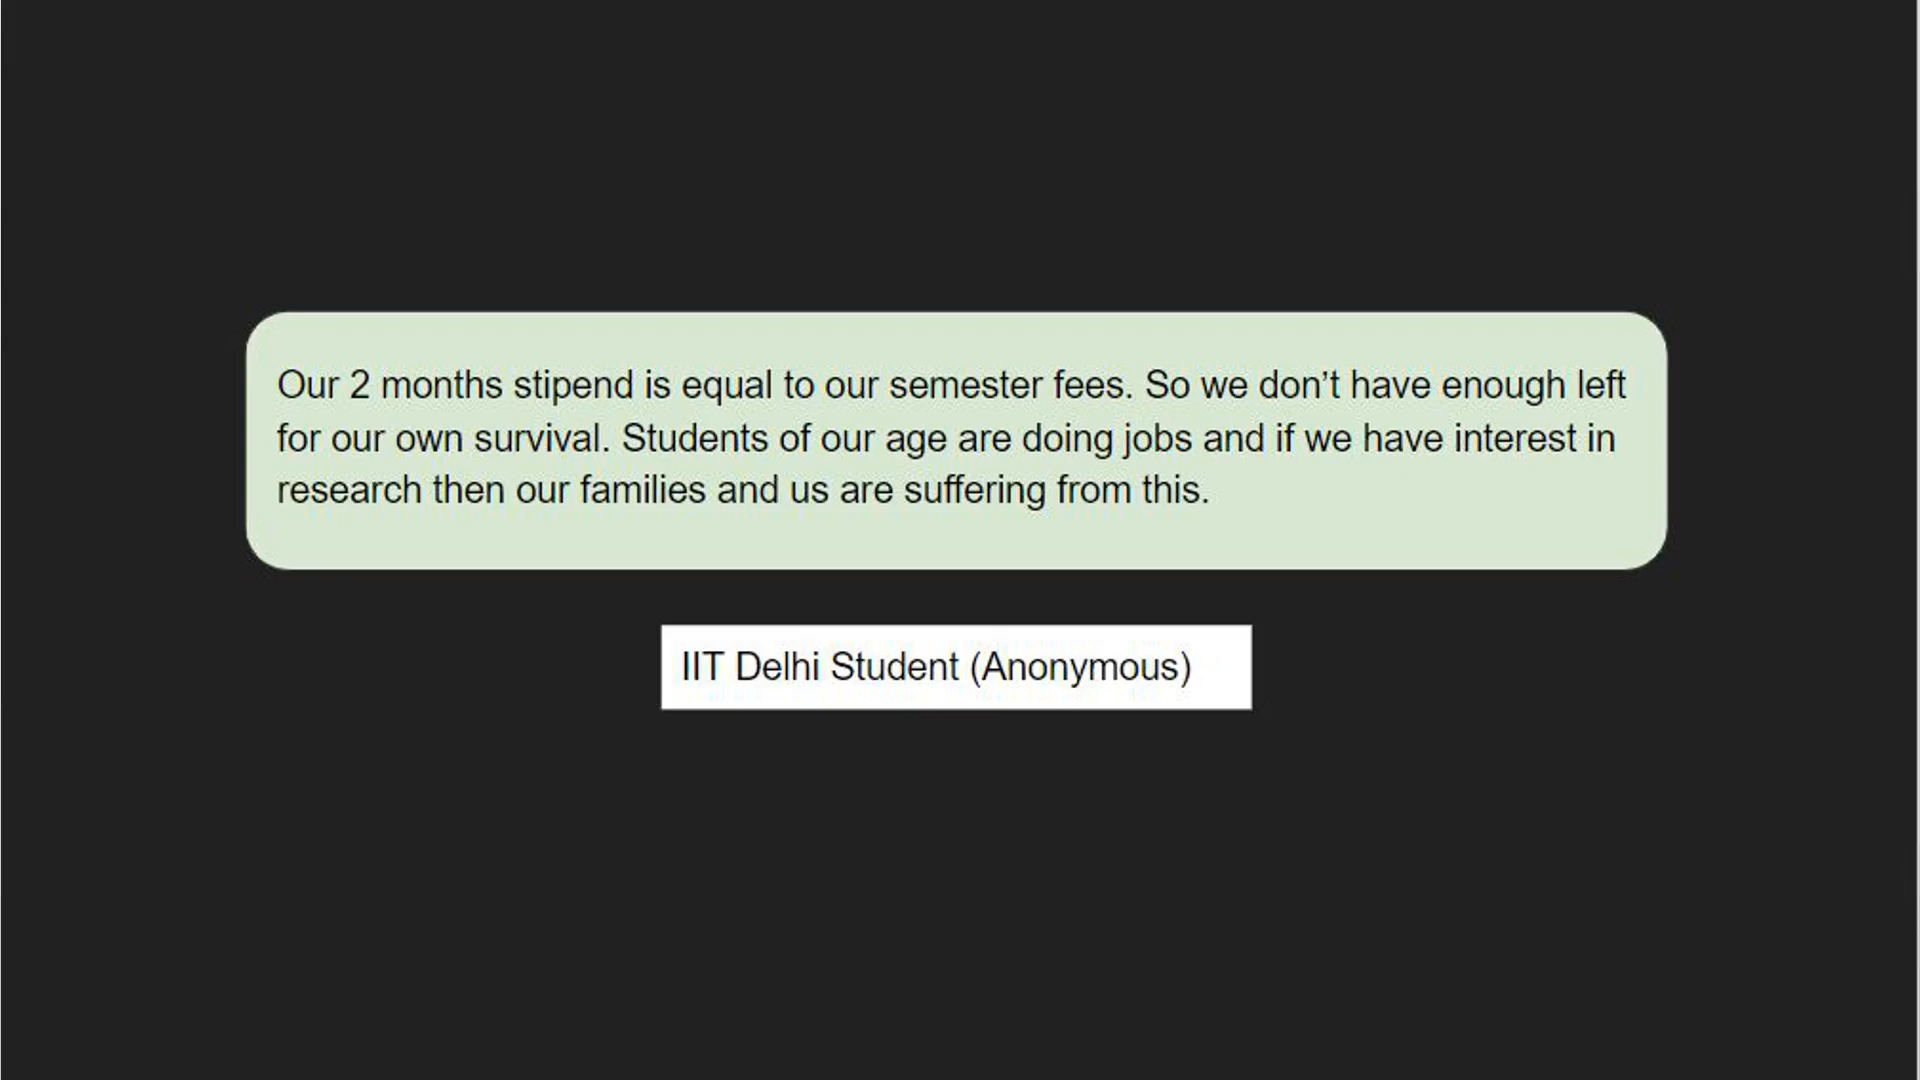 Our 2 months stipend is equal to our semester fees. So we don’t have enough left
for our own survival. Students of our age are doing jobs and if we have interest in
research then our families and us are suffering from this.
IIT Delhi Student (Anonymous)